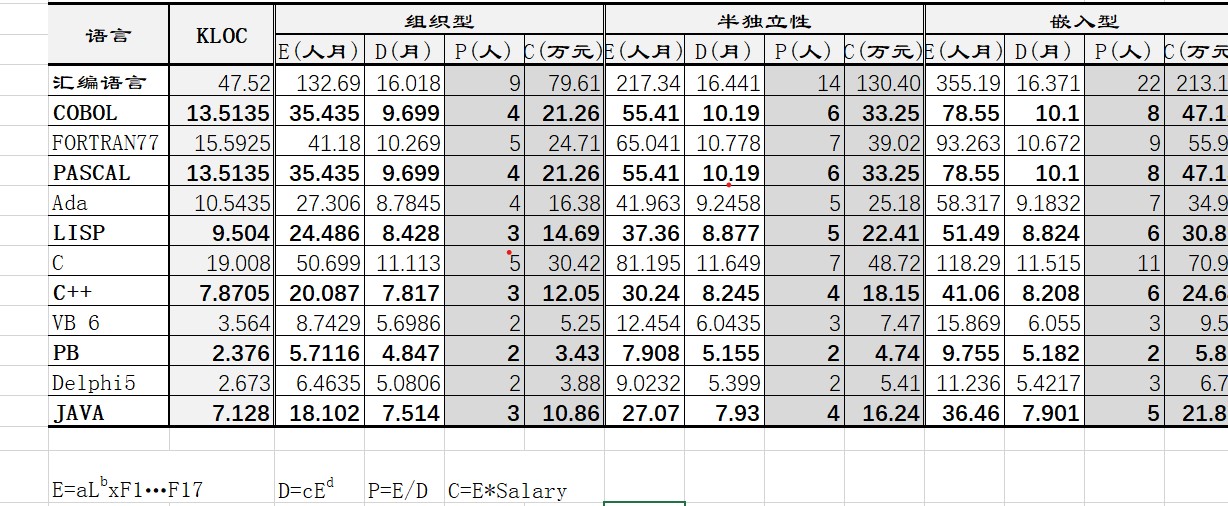 语言 KLOC 组织型 半独立性 嵌入型
E(人月) D(月) P(人) C(万元) E(人月) D(月) P(人) C(万元) E(人月) D(月) P(人) C(万元
汇编语言 47.52 132.69 16.018 9 79.61 217.34 16.441 14 130.40 355.19 16.371 22 213.1
COBOL 13.5135 35.435 9.699 4 21.26 55.41 10.19 6 33.25 78.55 10.1 8 47.1
FORTRAN77 15.5925 41.18 10.269 5 24.71 65.041 10.778 7 39.02 93.263 10.672 9 55.9
PASCAL 13.5135 35.435 9.699 4 21.26 55.41 10.19 6 33.25 78.55 10.1 8 47.1
Ada 10.5435 27.306 8.7845 4 16.38 41.963 9.2458 5 25.18 58.317 9.1832 7 34.9
LISP 9.504 24.486 8.428 3 14.69 37.36 8.877 5 22.41 51.49 8.824 6 30.8
C 19.008 50.699 11.113 5 30.42 81.195 11.649 7 48.72 118.29 11.515 11 70.9
C++ 7.8705 20.087 7.817 3 12.05 30.24 8.245 4 18.15 41.06 8.208 6 24.6
VB 6 3.564 8.7429 5.6986 2 5.25 12.454 6.0435 3 7.47 15.869 6.055 3 9.5
PB 2.376 5.7116 4.847 2 3.43 7.908 5.155 2 4.74 9.755 5.182 2 5.8
Delphi5 2.673 6.4635 5.0806 2 3.88 9.0232 5.399 2 5.41 11.236 5.4217 3 6.7
JAVA 7.128 18.102 7.514 3 10.86 27.07 7.93 4 16.24 36.46 7.901 5 21.8
E=aL^bxF1···F17 D=cE^d P=E/D C=E*Salary